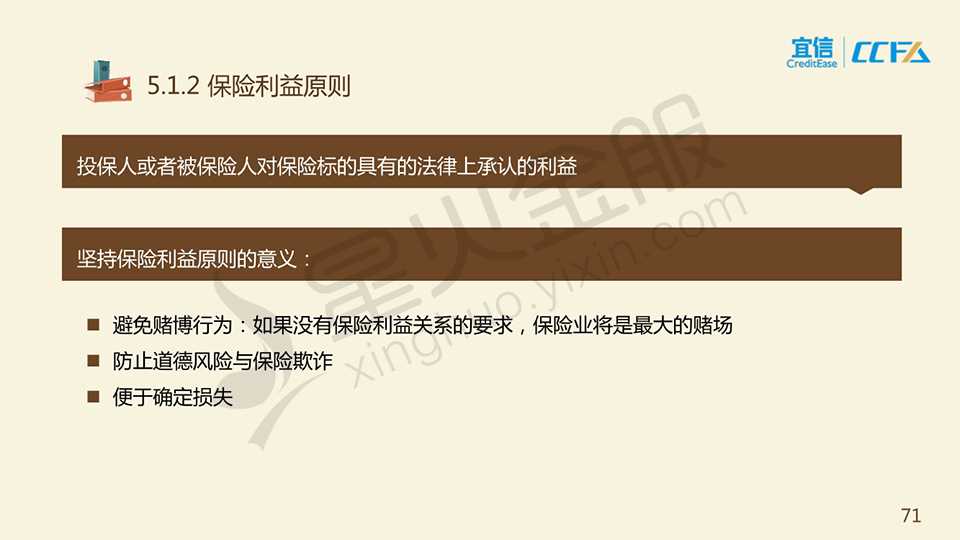 宜信
CreditEase
CCFA
5.1.2 保险利益原则
投保人或者被保险人对保险标的具有的法律上承认的利益
坚持保险利益原则的意义：
避免赌博行为：如果没有保险利益关系的要求，保险业将是最大的赌场
防止道德风险与保险欺诈
便于确定损失
星火金服
xinghuo.yixin.com
71